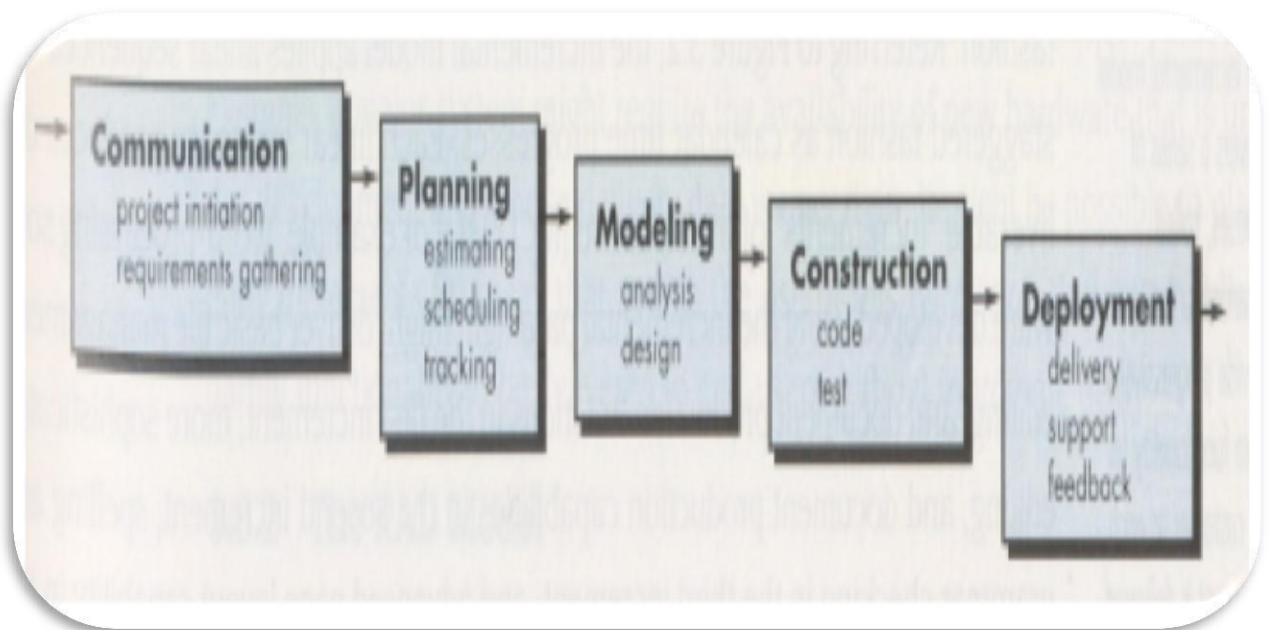 Communication
project initiation
requirements gathering
Planning
estimating
scheduling
tracking
Modeling
analysis
design
Construction
code
test
Deployment
delivery
support
feedback